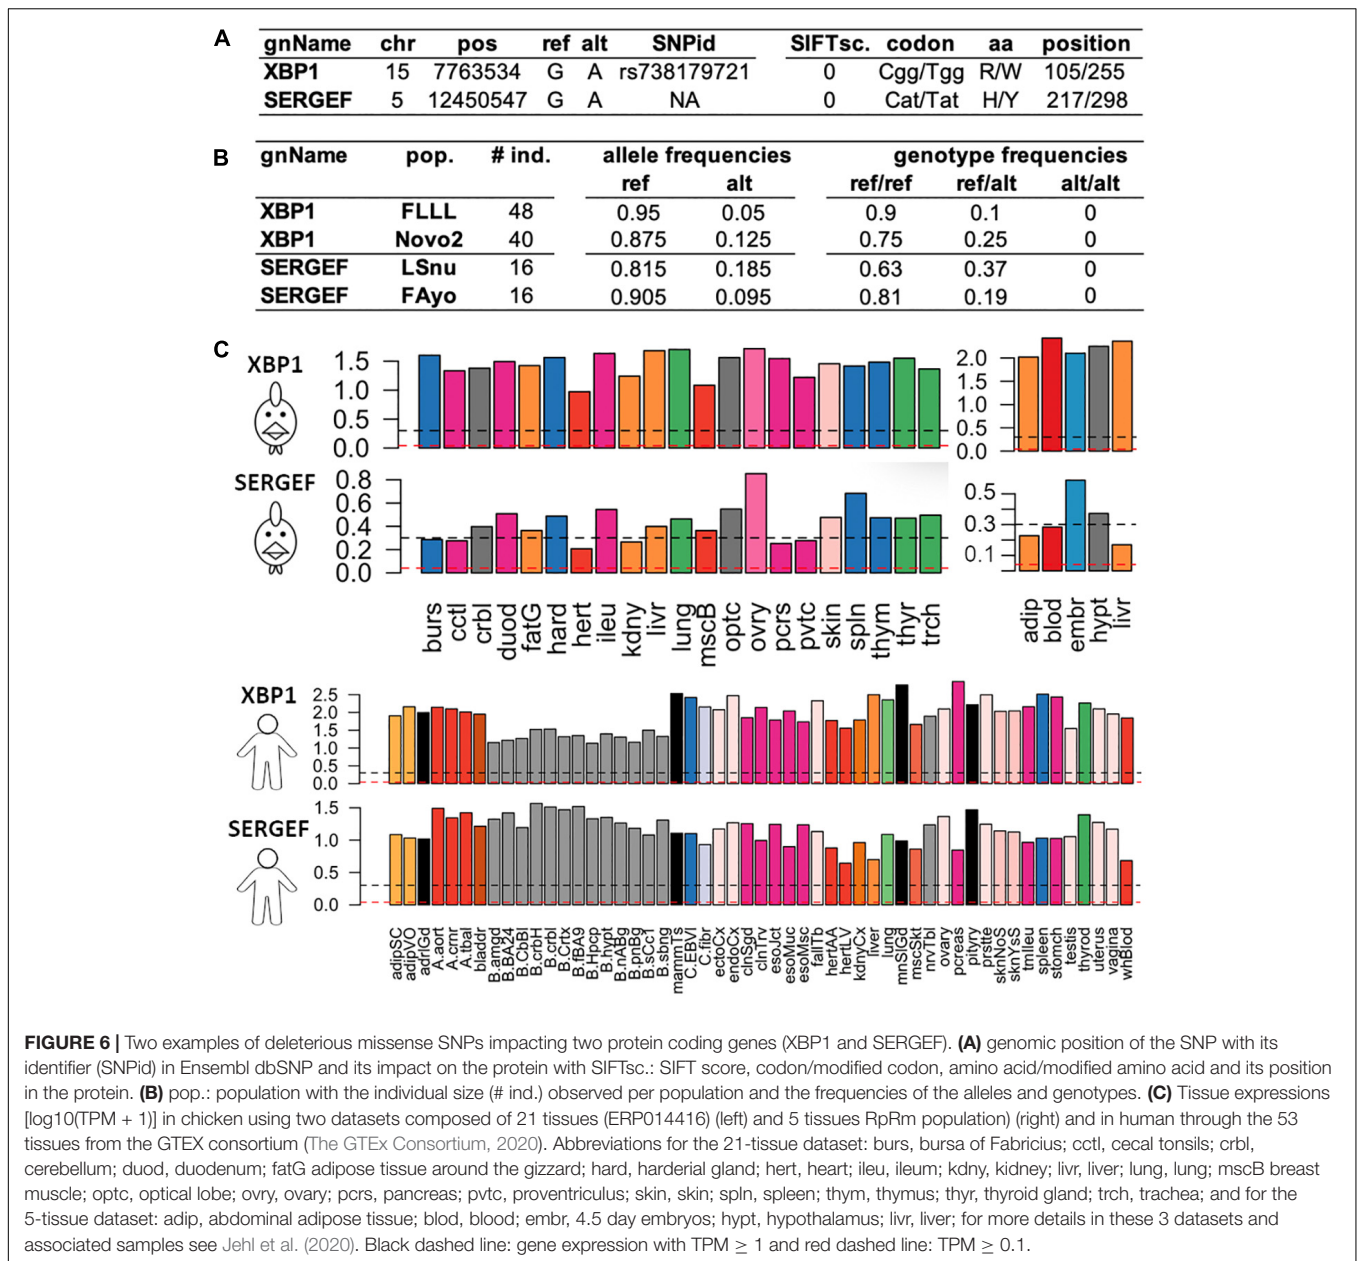 A
gnName chr pos ref alt SNPid SIFTsc. codon aa position
XBP1 15 7763534 G A rs738179721 0 Cgg/Tgg R/W 105/255
SERGEF 5 12450547 G A NA 0 Cat/Tat H/Y 217/298
B
gnName pop. # ind. allele frequencies genotype frequencies
ref alt ref/ref ref/alt alt/alt
XBP1 FLLL 48 0.95 0.05 0.9 0.1 0
XBP1 Novo2 40 0.875 0.125 0.75 0.25 0
SERGEF LSnu 16 0.815 0.185 0.63 0.37 0
SERGEF FAyo 16 0.905 0.095 0.81 0.19 0
C
XBP1
1.5
1.0
0.5
0.0
2.0
1.5
1.0
0.5
0.0
SERGEF
0.8
0.6
0.4
0.2
0.0
0.5
0.3
0.1
burs cctl crbl duod fatG hard hert ileu kdny livr lung mscB optc ovry pcrs pvtc skin spln thym thyr trch
adip blod embr hypt livr
XBP1
2.5
2.0
1.5
1.0
0.5
0.0
SERGEF
1.5
1.0
0.5
0.0
adipSC adipVO adrlGd A.aort A.crnr A.tbal bladdr B.amgd B.BA24 B.CbBl B.crbH B.crbl B.Crtx B.fBA9 B.Hpcp B.hypt B.nABg B.pnBg B.sCc1 B.sbng mammTs C.EBVl C.fibr ectoCx endoCx clnSgd clnTrv esoJct esoMuc esoMsc fallTb hertAA hertLV kdnyCx liver lung mnSlGd mscSkt nrvTbl ovary pcreas pityry prstte sknNoS sknYsS tmlleu spleen stomch testis thyrod uterus vagina whBlod
FIGURE 6 | Two examples of deleterious missense SNPs impacting two protein coding genes (XBP1 and SERGEF). (A) genomic position of the SNP with its
identifier (SNPid) in Ensembl dbSNP and its impact on the protein with SIFTsc.: SIFT score, codon/modified codon, amino acid/modified amino acid and its position
in the protein. (B) pop.: population with the individual size (# ind.) observed per population and the frequencies of the alleles and genotypes. (C) Tissue expressions
[log10(TPM + 1)] in chicken using two datasets composed of 21 tissues (ERP014416) (left) and 5 tissues RpRm population) (right) and in human through the 53
tissues from the GTEX consortium (The GTEx Consortium, 2020). Abbreviations for the 21-tissue dataset: burs, bursa of Fabricius; cctl, cecal tonsils; crbl,
cerebellum; duod, duodenum; fatG adipose tissue around the gizzard; hard, harderial gland; hert, heart; ileu, ileum; kdny, kidney; livr, liver; lung, lung; mscB breast
muscle; optc, optical lobe; ovry, ovary; pcrs, pancreas; pvtc, proventriculus; skin, skin; spln, spleen; thym, thymus; thyr, thyroid gland; trch, trachea; and for the
5-tissue dataset: adip, abdominal adipose tissue; blod, blood; embr, 4.5 day embryos; hypt, hypothalamus; livr, liver; for more details in these 3 datasets and
associated samples see Jehl et al. (2020). Black dashed line: gene expression with TPM ≥ 1 and red dashed line: TPM ≥ 0.1.